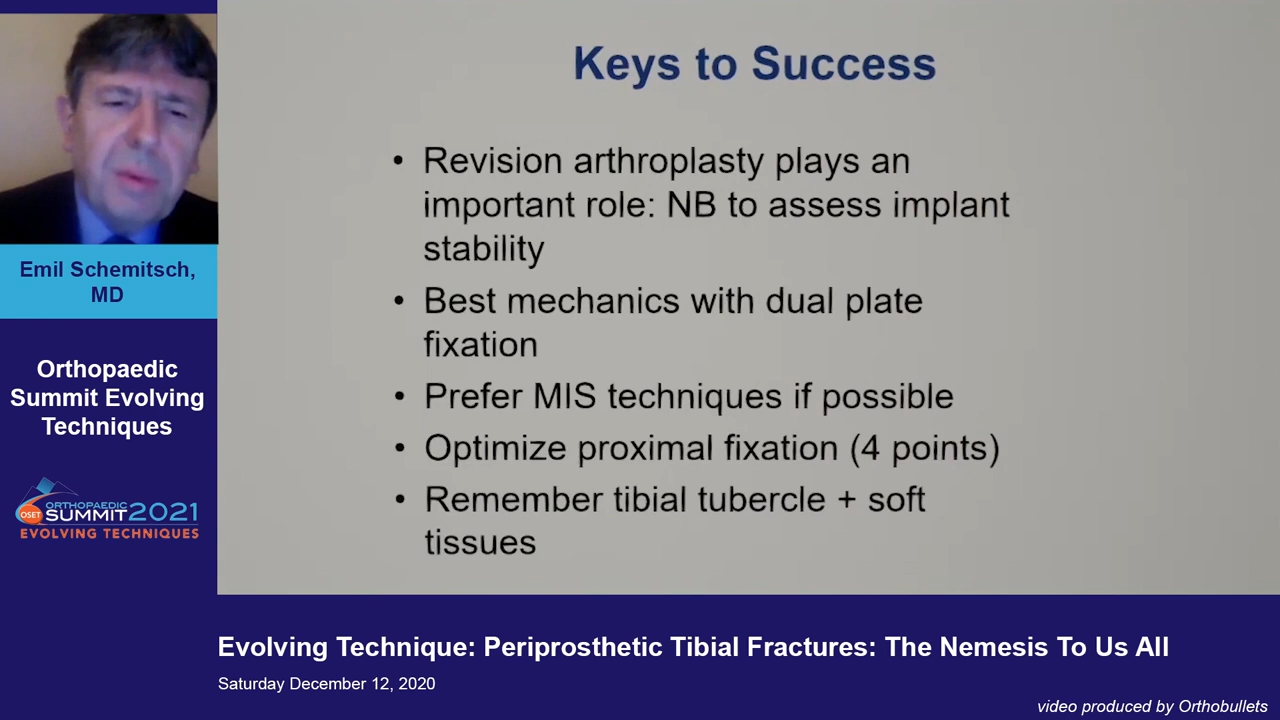 Keys to Success
• Revision arthroplasty plays an
important role: NB to assess implant
stability
• Best mechanics with dual plate
fixation
• Prefer MIS techniques if possible
• Optimize proximal fixation (4 points)
• Remember tibial tubercle + soft
tissues
Emil Schemitsch,
MD
Orthopaedic
Summit Evolving
Techniques
OSET
ORTHOPAEDIC
SUMMIT 2021
EVOLVING TECHNIQUES
Evolving Technique: Periprosthetic Tibial Fractures: The Nemesis To Us All
Saturday December 12, 2020
video produced by Orthobullets